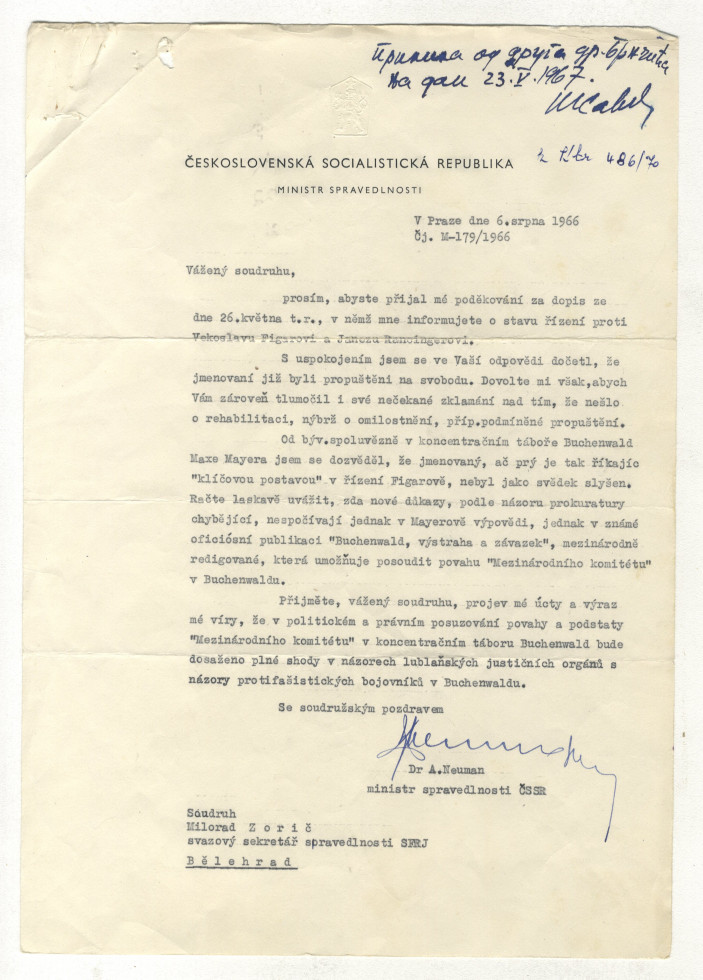 Примила од друга др.
на дан 23.V.1967.
Kbr 486/70
ČESKOSLOVENSKÁ SOCIALISTICKÁ REPUBLIKA
MINISTR SPRAVEDLNOSTI
V Praze dne 6.srpna 1966
Čj. M-179/1966
Vážený soudruhu,
prosím, abyste přijal mé poděkování za dopis ze
dne 26.května t.r., v němž mne informujete o stavu řízení proti
Vekoslavu Figarovi a Janezu Rancingerovi.
S uspokojením jsem se ve Vaší odpovědi dočetl, že
jmenovaní již byli propuštěni na svobodu. Dovolte mi však,abych
Vám zároveň tlumočil i své nečekané zklamání nad tím, že nešlo
o rehabilitaci, nýbrž o omilostnění, příp.podmíněné propuštění.
Od býv.spoluvězně v koncentračním táboře Buchenwald
Maxe Mayera jsem se dozvěděl, že jmenovaný, ač prý je tak říkajíc
"klíčovou postavou" v řízení Figarově, nebyl jako svědek slyšen.
Račte laskavě uvážit, zda nové důkazy, podle názoru prokuratury
chybějící, nespočívají jednak v Mayerově výpovědi, jednak v známé
oficiósní publikaci "Buchenwald, výstraha a závazek", mezinárodně
redigované, která umožňuje posoudit povahu "Mezinárodního komitétu"
v Buchenwaldu.
Přijměte, vážený soudruhu, projev mé úcty a výraz
mé víry, že v politickém a právním posuzování povahy a podstaty
"Mezinárodního komitétu" v koncentračním táboru Buchenwald bude
dosaženo plné shody v názorech lublaňských justičních orgánů s
názory protifašistických bojovníků v Buchenwaldu.
Se soudružským pozdravem
Dr A.Neuman
ministr spravedlnosti ČSSR
Soudruh
Milorad Z o r i č
svazový sekretář spravedlnosti SFRJ
B ě l e h r a d